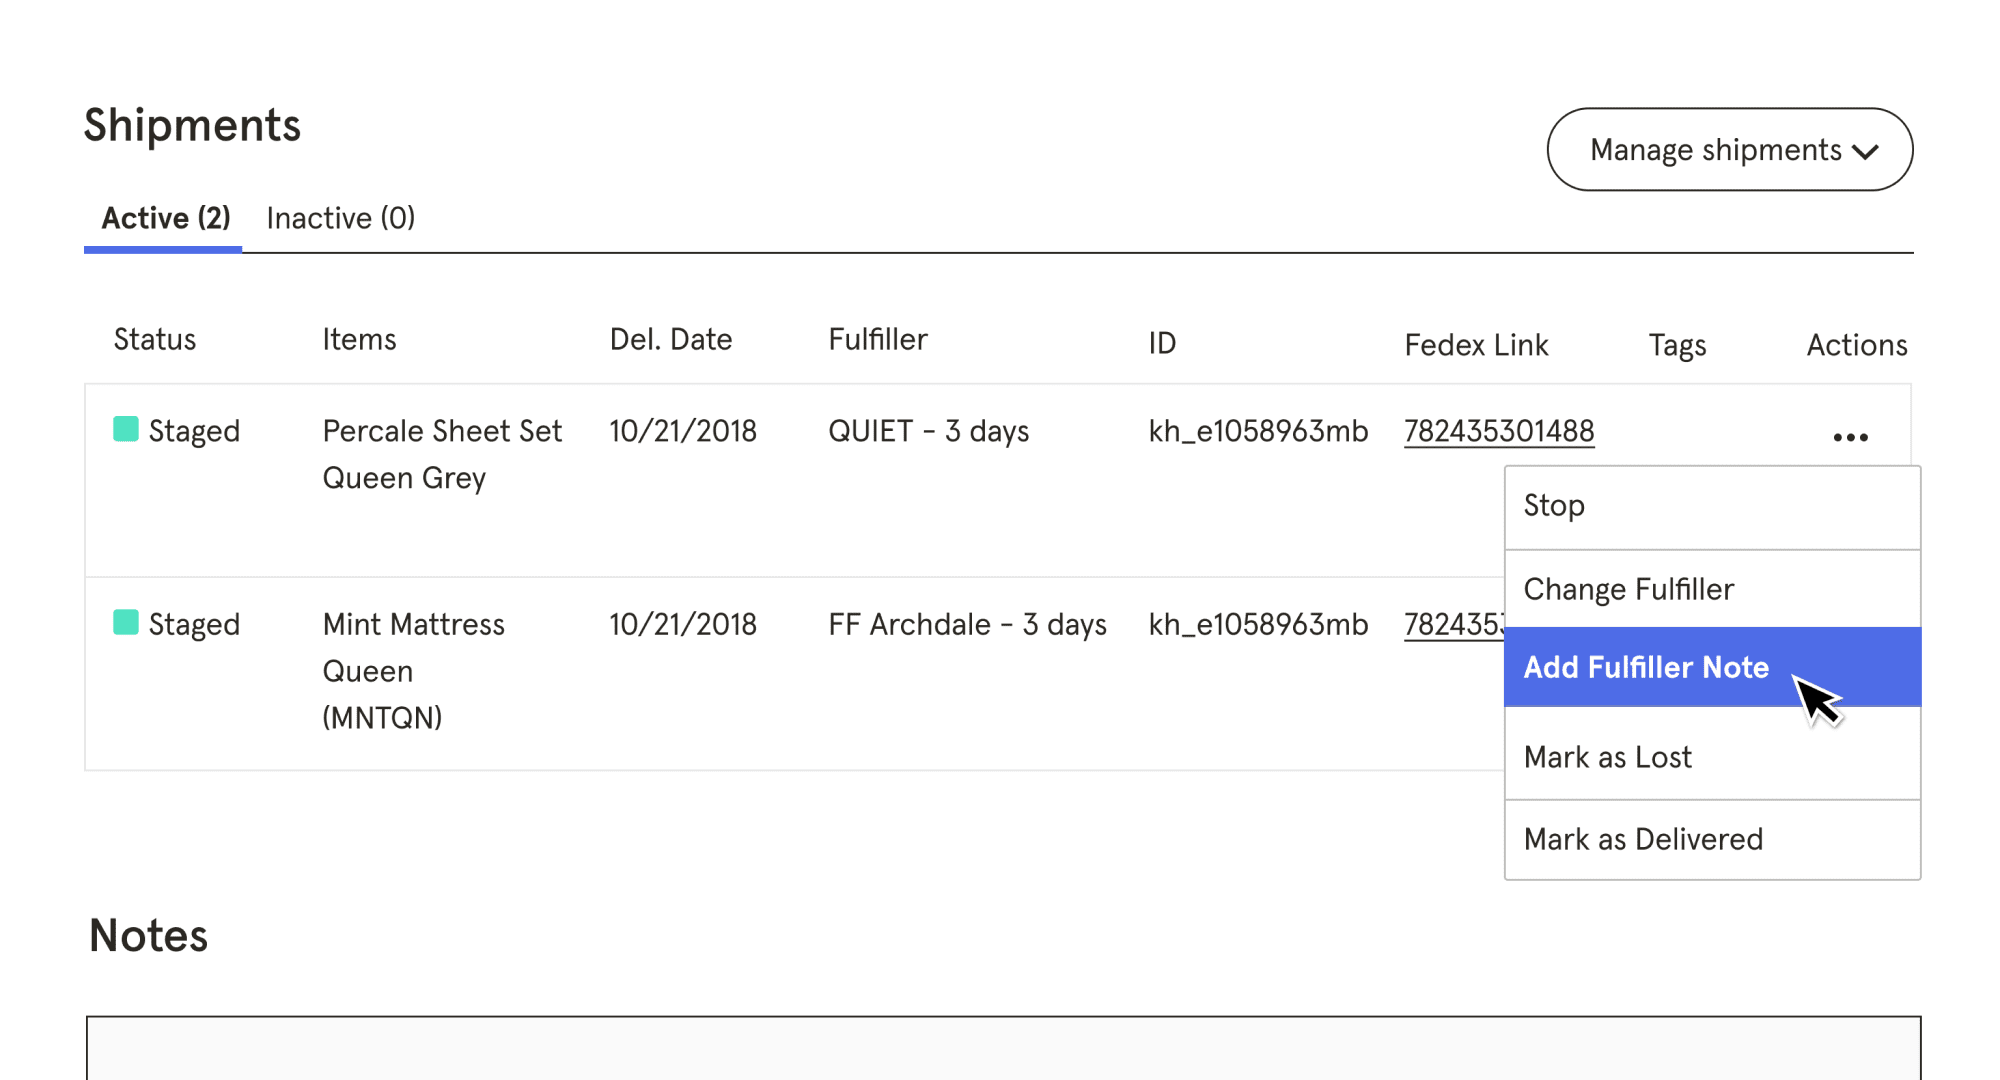 Shipments
Manage shipments
Active (2) Inactive (0)
Status Items Del. Date Fulfiller ID Fedex Link Tags Actions
Staged Percale Sheet Set 10/21/2018 QUIET - 3 days kh_e1058963mb 782435301488
Queen Grey
Stop
Change Fulfiller
Staged Mint Mattress 10/21/2018 FF Archdale - 3 days kh_e1058963mb 78243
Queen
(MNTQN)
Add Fulfiller Note
Mark as Lost
Mark as Delivered
Notes